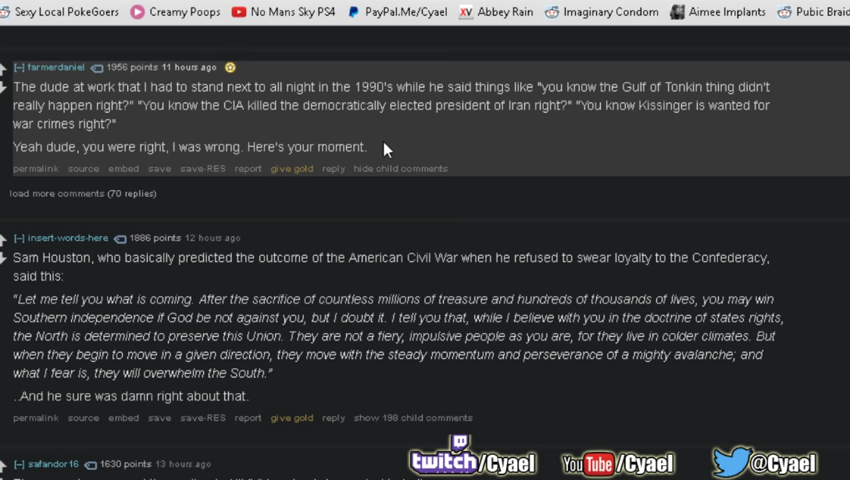 Sexy Local PokeGoers Creamy Poops No Mans Sky PS4 PayPal.Me/Cyael XV Abbey Rain Imaginary Condom Aimee Implants Pubic Braid
[–] farmerdaniel 1956 points 11 hours ago
The dude at work that I had to stand next to all night in the 1990's while he said things like "you know the Gulf of Tonkin thing didn't
really happen right?" "You know the CIA killed the democratically elected president of Iran right?" "You know Kissinger is wanted for
war crimes right?"
Yeah dude, you were right, I was wrong. Here's your moment.
permalink source embed save save-RES report give gold reply hide child comments
load more comments (70 replies)
[–] insert-words-here 1886 points 12 hours ago
Sam Houston, who basically predicted the outcome of the American Civil War when he refused to swear loyalty to the Confederacy,
said this:
"Let me tell you what is coming. After the sacrifice of countless millions of treasure and hundreds of thousands of lives, you may win
Southern independence if God be not against you, but I doubt it. I tell you that, while I believe with you in the doctrine of states rights,
the North is determined to preserve this Union. They are not a fiery, impulsive people as you are, for they live in colder climates. But
when they begin to move in a given direction, they move with the steady momentum and perseverance of a mighty avalanche; and
what I fear is, they will overwhelm the South."
..And he sure was damn right about that.
permalink source embed save save-RES report give gold reply show 198 child comments
[–] safandor16 1630 points 13 hours ago
twitch/Cyael YouTube/Cyael @Cyael